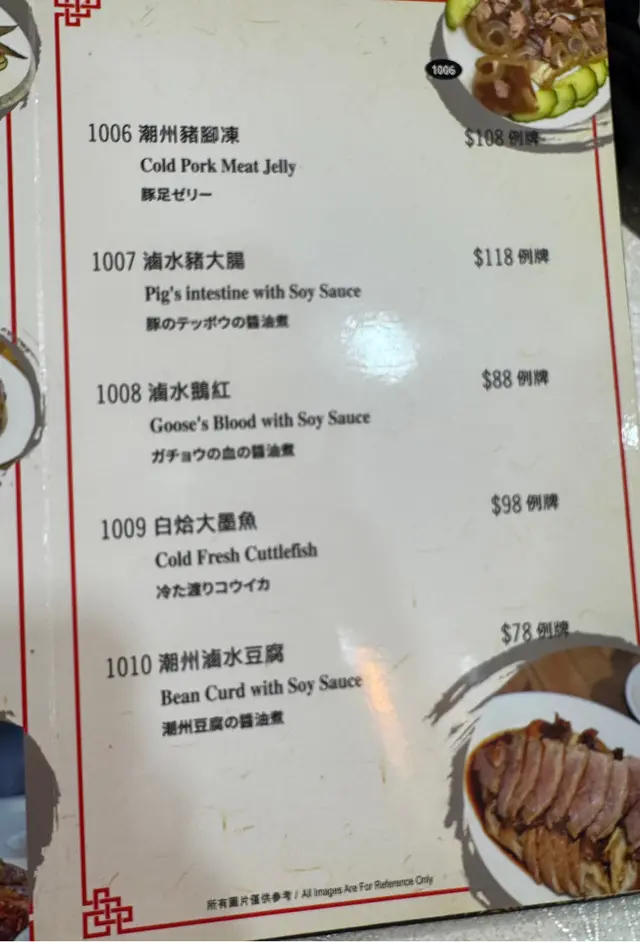 1006
1006 潮州豬腳凍 $108 例牌
Cold Pork Meat Jelly
豚足ゼリー
1007 滷水豬大腸 $118 例牌
Pig's intestine with Soy Sauce
豚のテッポウの醤油煮
1008 滷水鵝紅 $88 例牌
Goose's Blood with Soy Sauce
ガチョウの血の醤油煮
1009 白烚大墨魚 $98 例牌
Cold Fresh Cuttlefish
冷た渡りコウイカ
1010 潮州滷水豆腐 $78 例牌
Bean Curd with Soy Sauce
潮州豆腐の醤油煮
所有圖片僅供參考 / All Images Are For Reference Only